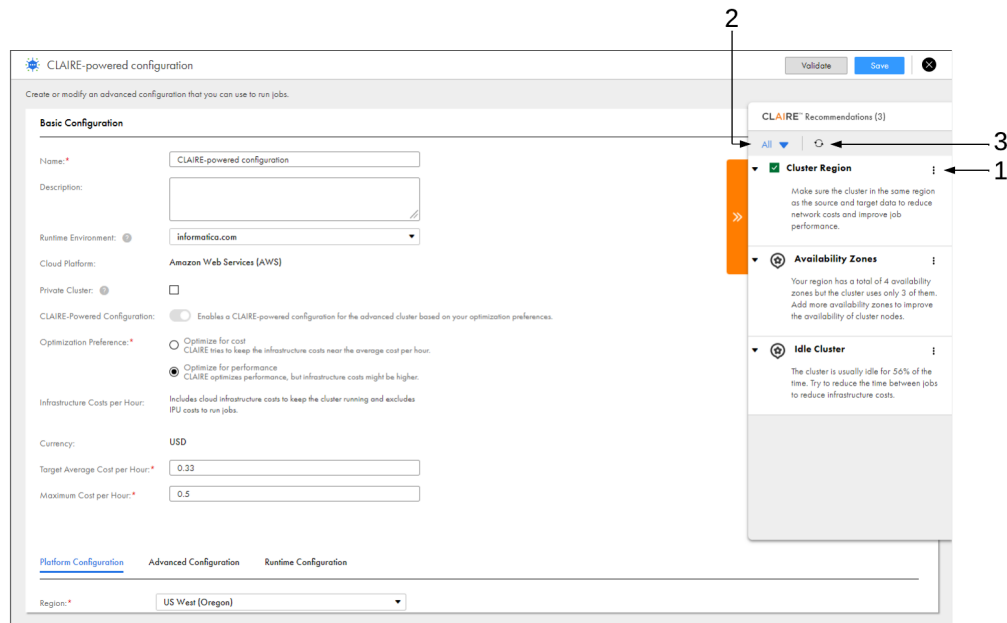 2
CLAIRE-powered configuration
Validate
Save
Create or modify an advanced configuration that you can use to run jobs.
Basic Configuration
Name:*
CLAIRE-powered configuration
Description:
Runtime Environment:
informatica.com
Cloud Platform:
Amazon Web Services (AWS)
Private Cluster:
CLAIRE-Powered Configuration:
Enables a CLAIRE-powered configuration for the advanced cluster based on your optimization preferences.
Optimization Preference:*
Optimize for cost
CLAIRE tries to keep the infrastructure costs near the average cost per hour.
Optimize for performance
CLAIRE optimizes performance, but infrastructure costs might be higher.
Infrastructure Costs per Hour:
Includes cloud infrastructure costs to keep the cluster running and excludes
IPU costs to run jobs.
Currency:
USD
Target Average Cost per Hour:*
0.33
Maximum Cost per Hour:*
0.5
Platform Configuration
Advanced Configuration
Runtime Configuration
Region:*
US West (Oregon)
CLAIRE™ Recommendations (3)
All
3
Cluster Region
1
Make sure the cluster in the same region
as the source and target data to reduce
network costs and improve job
performance.
Availability Zones
Your region has a total of 4 availability
zones but the cluster uses only 3 of them.
Add more availability zones to improve
the availability of cluster nodes.
Idle Cluster
The cluster is usually idle for 56% of the
time. Try to reduce the time between jobs
to reduce infrastructure costs.